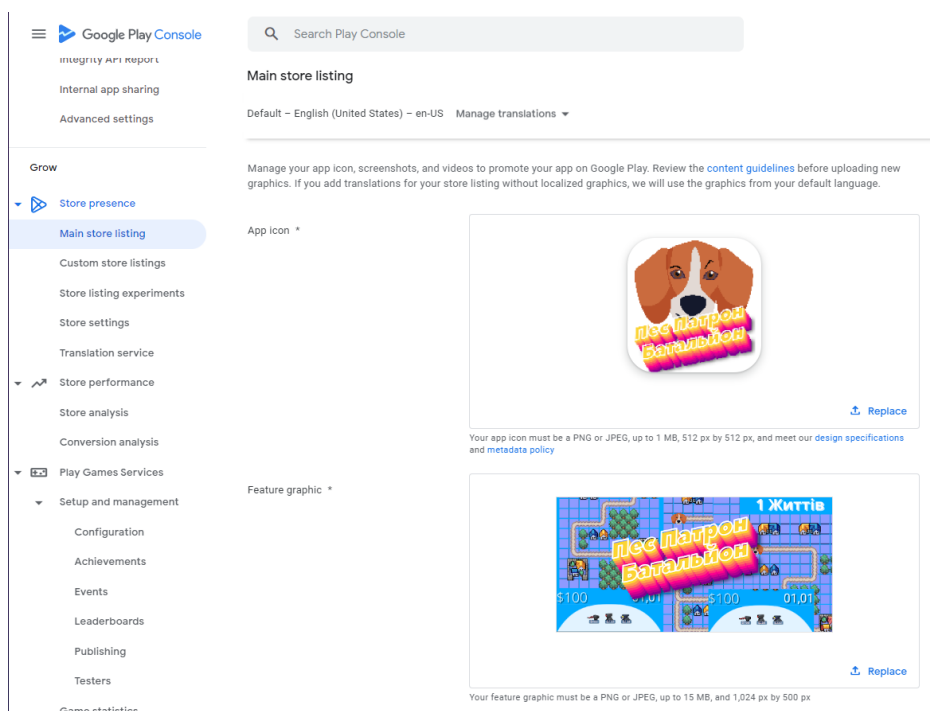 Google Play Console
Search Play Console
Integrity API Report
Internal app sharing
Advanced settings
Grow
Store presence
Main store listing
Custom store listings
Store listing experiments
Store settings
Translation service
Store performance
Store analysis
Conversion analysis
Play Games Services
Setup and management
Configuration
Achievements
Events
Leaderboards
Publishing
Testers
Game statistics
Main store listing
Default – English (United States) – en-US Manage translations
Manage your app icon, screenshots, and videos to promote your app on Google Play. Review the content guidelines before uploading new
graphics. If you add translations for your store listing without localized graphics, we will use the graphics from your default language.
App icon *
Пес Патрон
Батальйон
Replace
Your app icon must be a PNG or JPEG, up to 1 MB, 512 px by 512 px, and meet our design specifications
and metadata policy
Feature graphic *
1 Життів
Пес Патрон
Батальйон
$100 01,01 $100 01,01
Replace
Your feature graphic must be a PNG or JPEG, up to 15 MB, and 1,024 px by 500 px